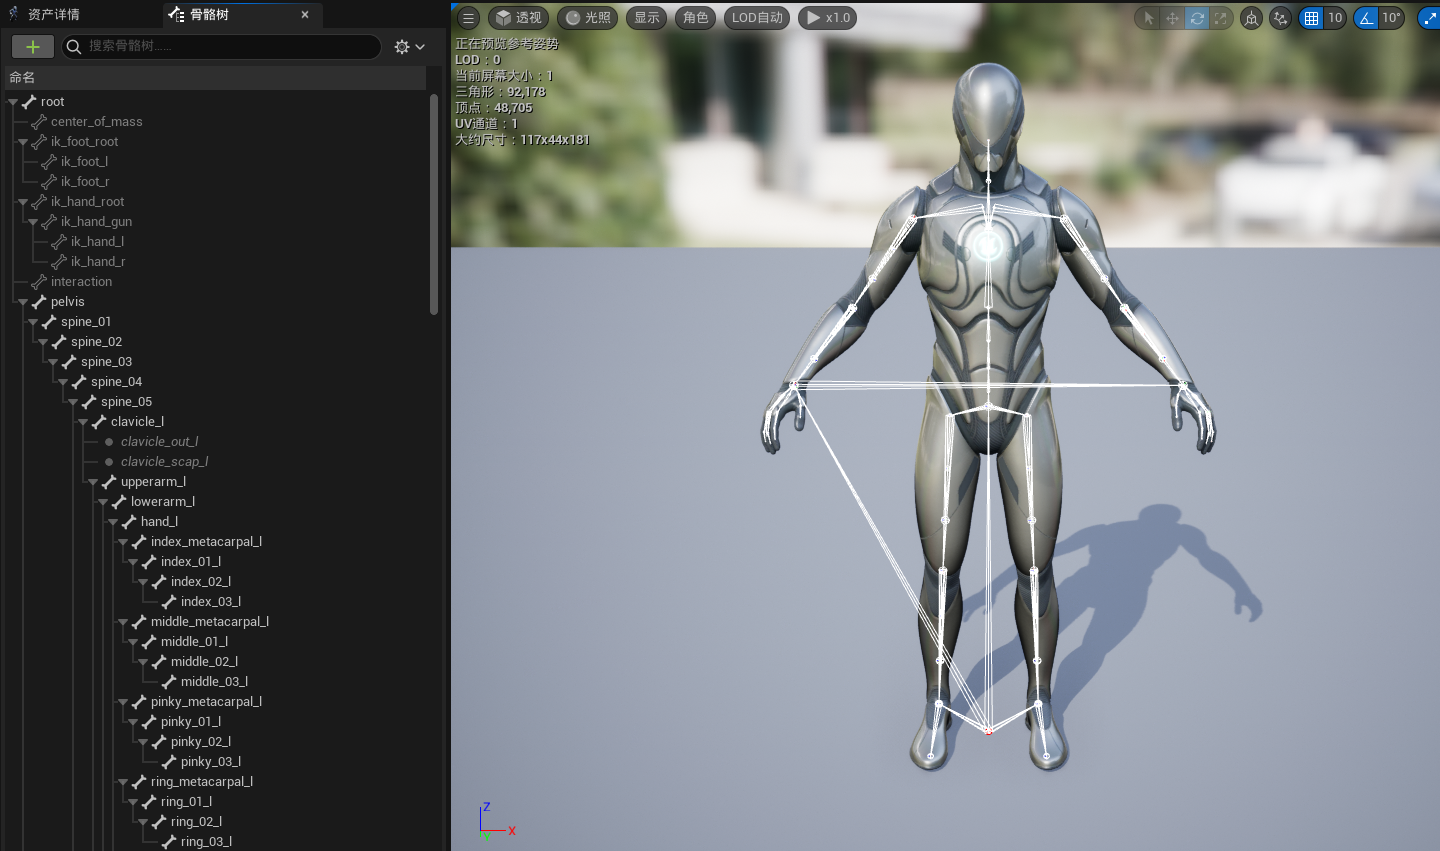 资产详情
骨骼树
搜索骨骼树......
命名
root
center_of_mass
ik_foot_root
ik_foot_l
ik_foot_r
ik_hand_root
ik_hand_gun
ik_hand_l
ik_hand_r
interaction
pelvis
spine_01
spine_02
spine_03
spine_04
spine_05
clavicle_l
clavicle_out_l
clavicle_scap_l
upperarm_l
lowerarm_l
hand_l
index_metacarpal_l
index_01_l
index_02_l
index_03_l
middle_metacarpal_l
middle_01_l
middle_02_l
middle_03_l
pinky_metacarpal_l
pinky_01_l
pinky_02_l
pinky_03_l
ring_metacarpal_l
ring_01_l
ring_02_l
ring_03_l
透视 光照 显示 角色 LOD自动 x1.0 10 10°
正在预览参考姿势
LOD：0
当前屏幕大小：1
三角形：92,178
顶点：48,705
UV通道：1
大约尺寸：117x44x181
Z
X